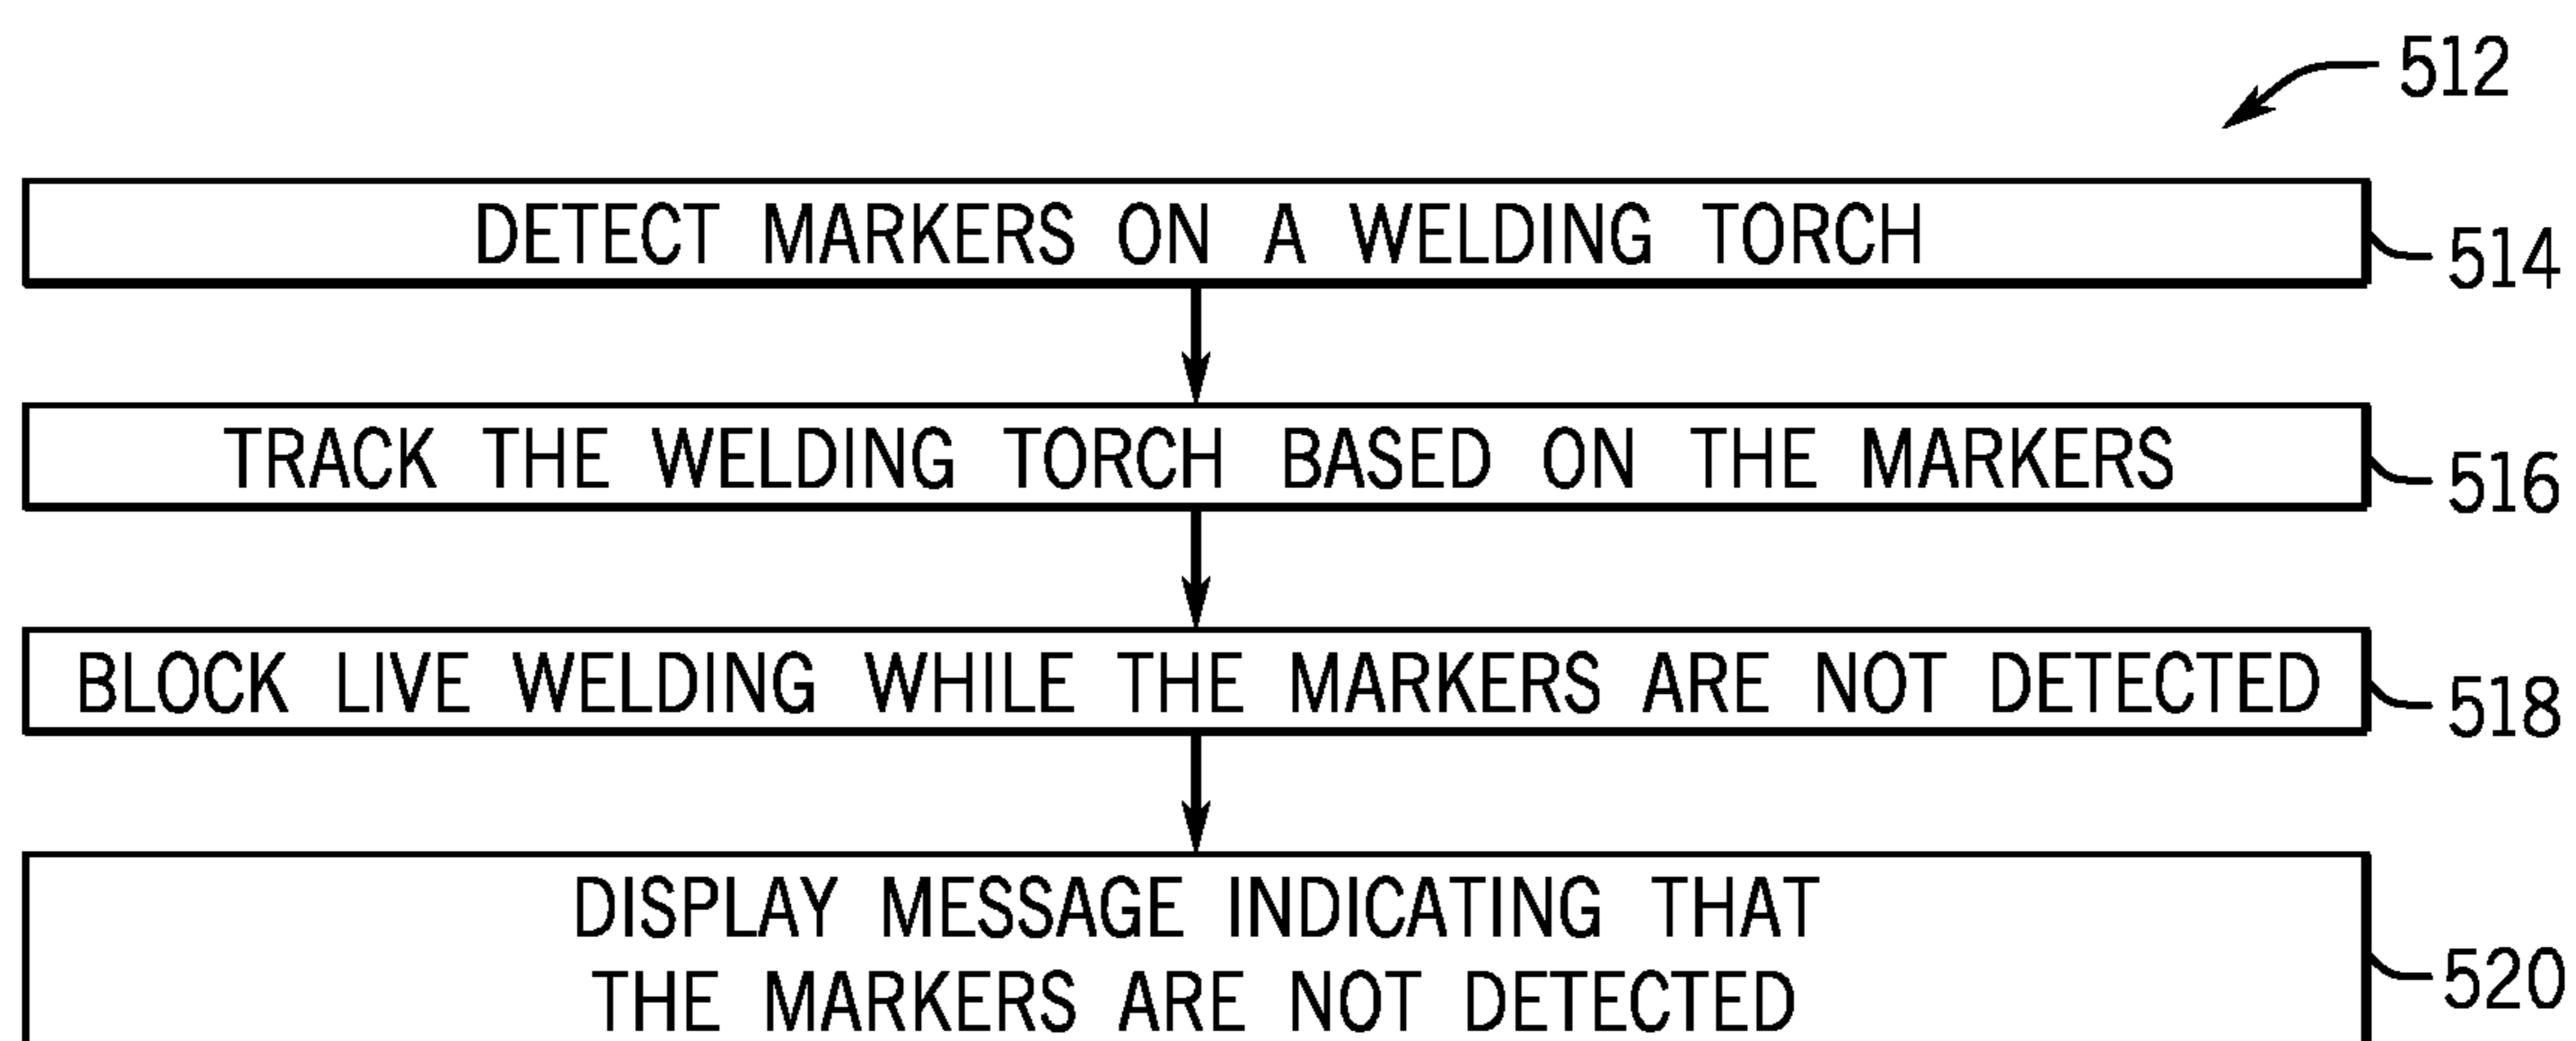 512
DETECT MARKERS ON A WELDING TORCH
514
TRACK THE WELDING TORCH BASED ON THE MARKERS
516
BLOCK LIVE WELDING WHILE THE MARKERS ARE NOT DETECTED
518
DISPLAY MESSAGE INDICATING THAT
THE MARKERS ARE NOT DETECTED
520